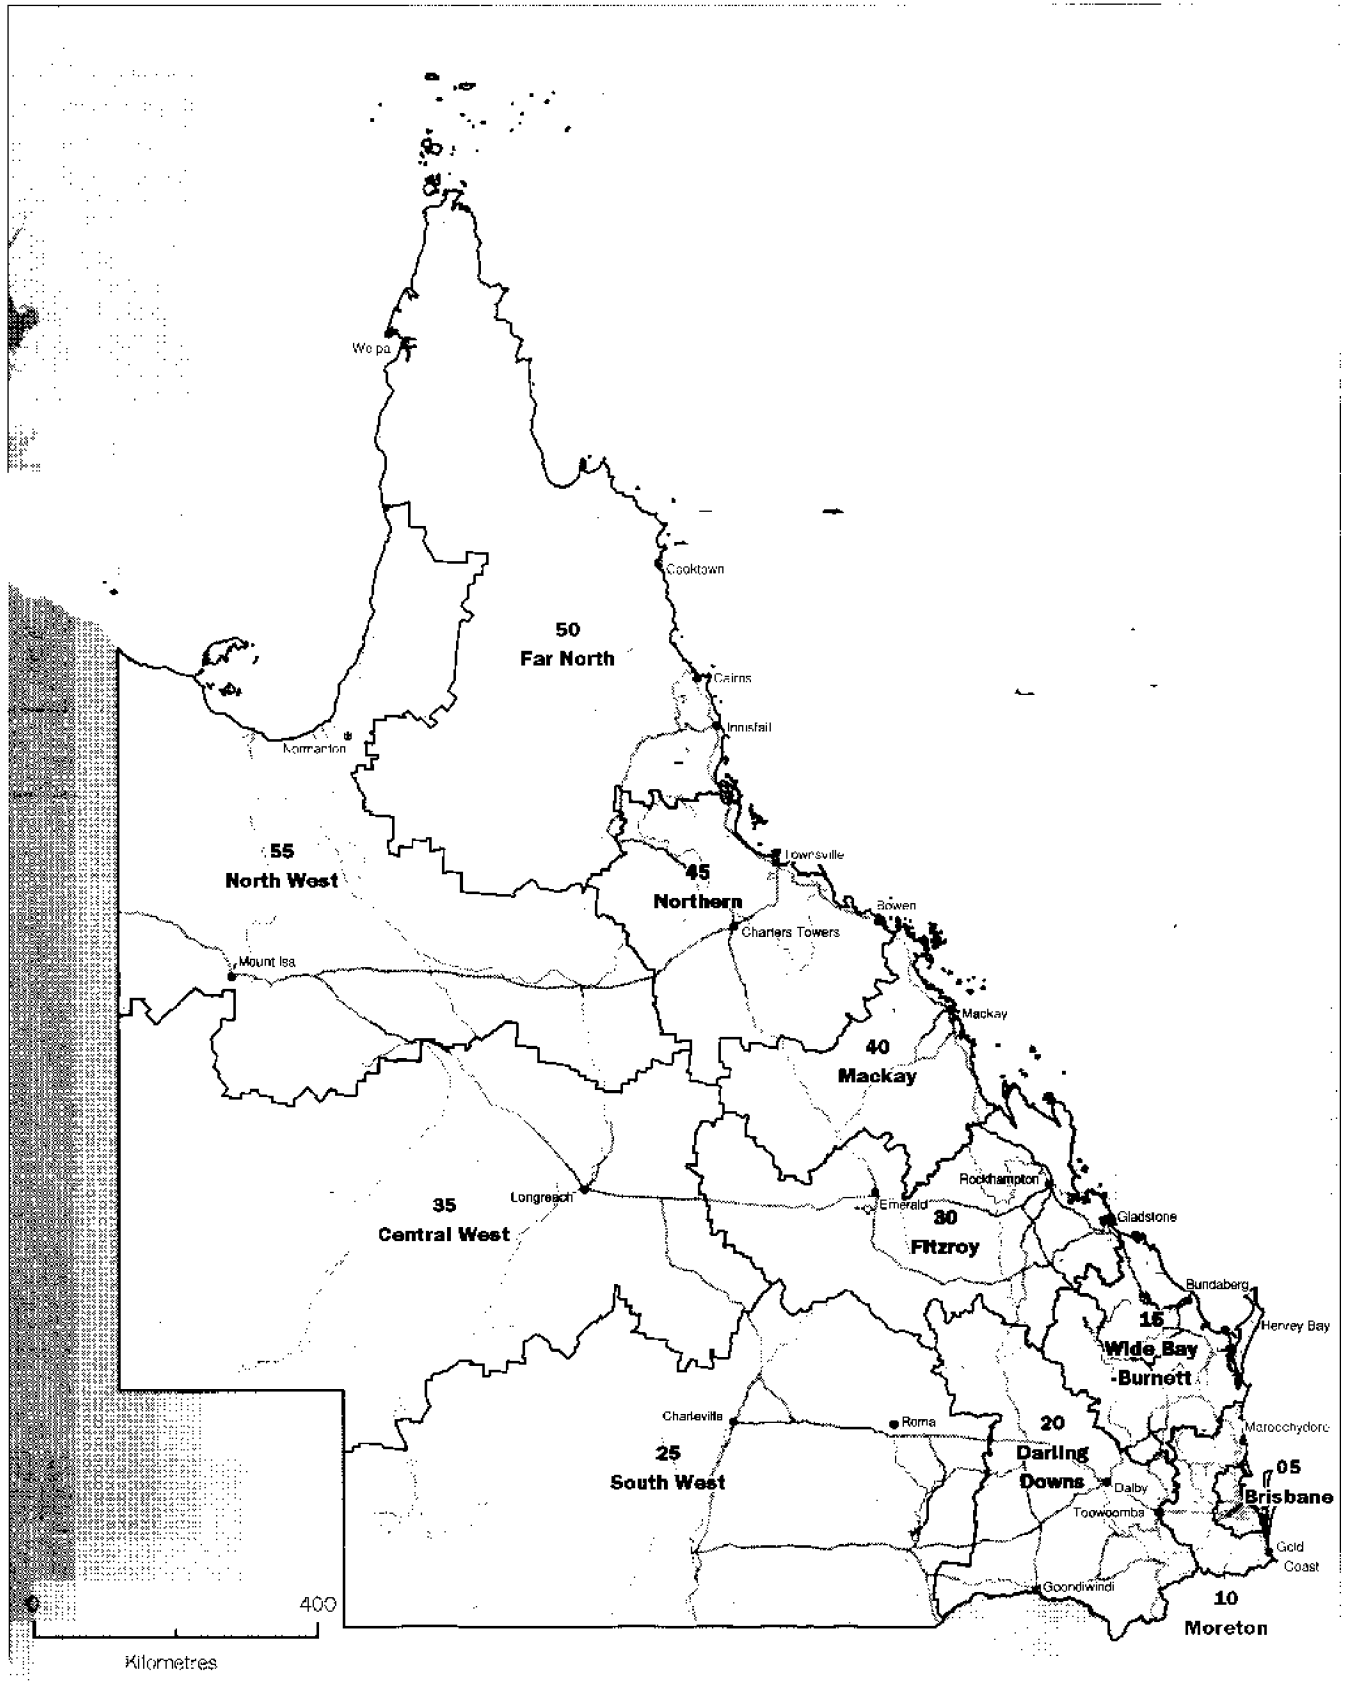 Weipa
Cooktown
50
Far North
Cairns
Innisfail
Normanton
55
North West
Townsville
45
Northern
Bowen
Charters Towers
Mount Isa
Mackay
40
Mackay
Rockhampton
Longreach
Emerald
35
Central West
30
Fitzroy
Gladstone
Bundaberg
15
Hervey Bay
Wide Bay
-Burnett
Charleville
Roma
20
Darling
Downs
Maroochydore
25
South West
05
Brisbane
Dalby
Toowoomba
Gold
Coast
Goondiwindi
10
Moreton
0
400
Kilometres